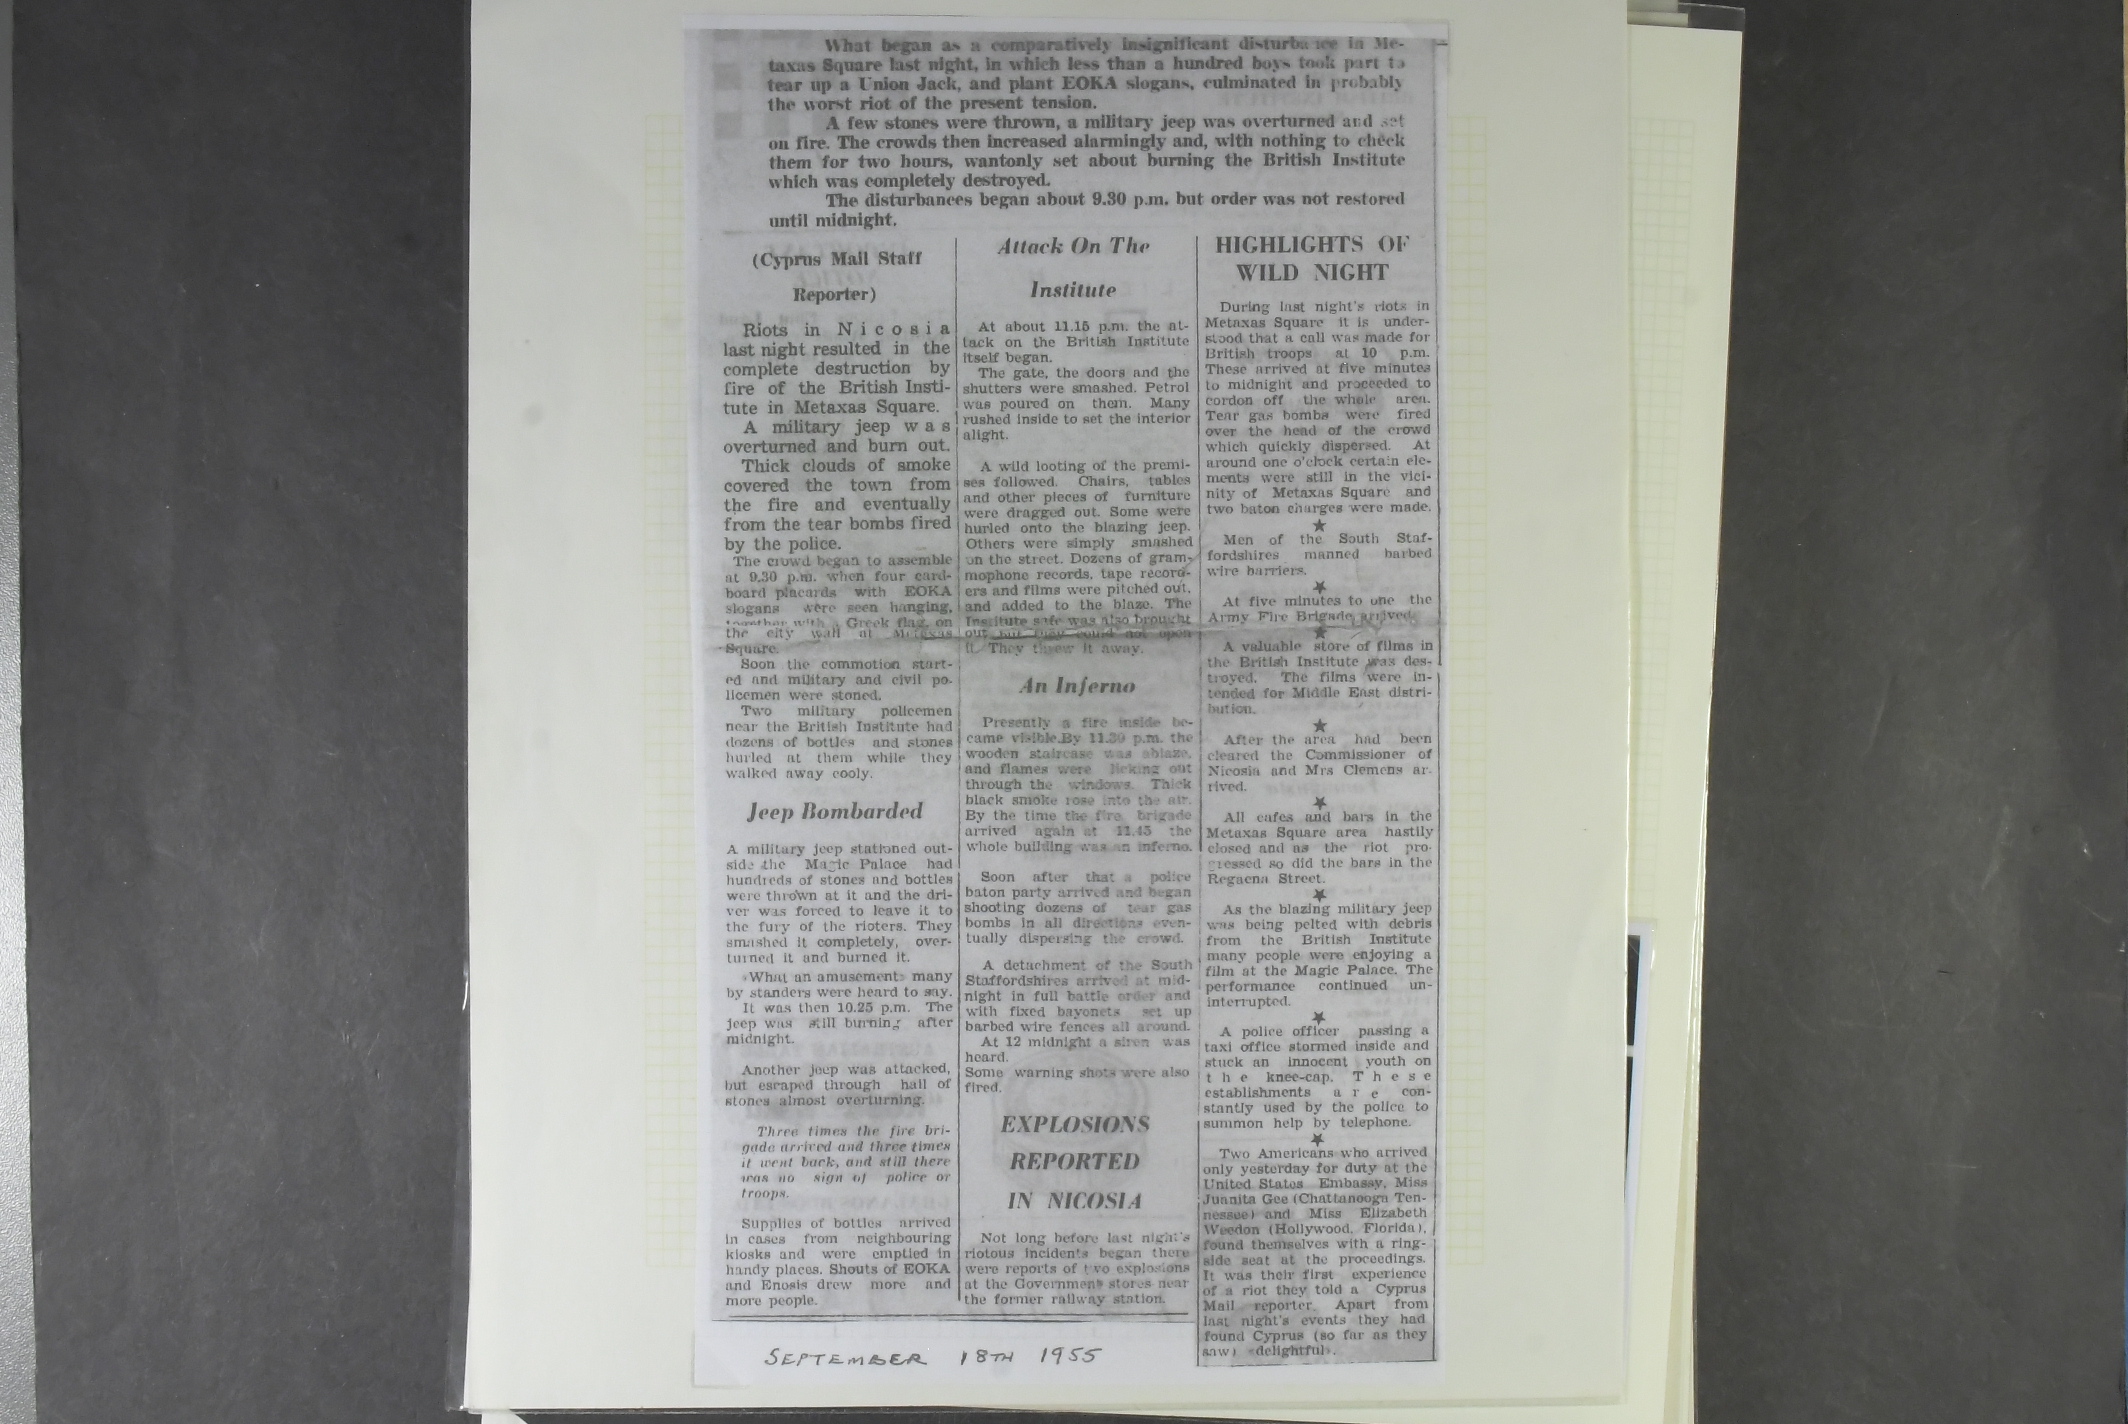 What began as a comparatively insignificant disturbance in Me-
taxas Square last night, in which less than a hundred boys took part to
tear up a Union Jack, and plant EOKA slogans, culminated in probably
the worst riot of the present tension.
A few stones were thrown, a military jeep was overturned and set
on fire. The crowds then increased alarmingly and, with nothing to check
them for two hours, wantonly set about burning the British Institute
which was completely destroyed.
The disturbances began about 9.30 p.m. but order was not restored
until midnight.
(Cyprus Mail Staff
Reporter)
Riots in Nicosia
last night resulted in the
complete destruction by
fire of the British Insti-
tute in Metaxas Square.
A military jeep was
overturned and burn out.
Thick clouds of smoke
covered the town from
the fire and eventually
from the tear bombs fired
by the police.
The crowd began to assemble
at 9.30 p.m. when four card-
board placards with EOKA
slogans were seen hanging,
together with a Greek flag, on
the city wall at Metaxas
Square.
Soon the commotion start-
ed and military and civil po-
licemen were stoned.
Two military policemen
near the British Institute had
dozens of bottles and stones
hurled at them while they
walked away cooly.
Jeep Bombarded
A military jeep stationed out-
side the Magic Palace had
hundreds of stones and bottles
were thrown at it and the dri-
ver was forced to leave it to
the fury of the rioters. They
smashed it completely, over-
turned it and burned it.
«What an amusement» many
by standers were heard to say.
It was then 10.25 p.m. The
jeep was still burning after
midnight.
Another jeep was attacked,
but escaped through hail of
stones almost overturning.
Three times the fire bri-
gade arrived and three times
it went back, and still there
was no sign of police or
troops.
Supplies of bottles arrived
in cases from neighbouring
kiosks and were emptied in
handy places. Shouts of EOKA
and Enosis drew more and
more people.
Attack On The
Institute
At about 11.15 p.m. the at-
tack on the British Institute
itself began.
The gate, the doors and the
shutters were smashed. Petrol
was poured on them. Many
rushed inside to set the interior
alight.
A wild looting of the premi-
ses followed. Chairs, tables
and other pieces of furniture
were dragged out. Some were
hurled onto the blazing jeep.
Others were simply smashed
on the street. Dozens of gram-
mophone records, tape record-
ers and films were pitched out,
and added to the blaze. The
Institute safe was also brought
out but they could not open
it. They threw it away.
An Inferno
Presently a fire inside be-
came visible.By 11.30 p.m. the
wooden staircase was ablaze,
and flames were licking out
through the windows. Thick
black smoke rose into the air.
By the time the fire brigade
arrived again at 11.45 the
whole building was an inferno.
Soon after that a police
baton party arrived and began
shooting dozens of tear gas
bombs in all directions even-
tually dispersing the crowd.
A detachment of the South
Staffordshires arrived at mid-
night in full battle order and
with fixed bayonets set up
barbed wire fences all around.
At 12 midnight a siren was
heard.
Some warning shots were also
fired.
EXPLOSIONS
REPORTED
IN NICOSIA
Not long before last night's
riotous incidents began there
were reports of two explosions
at the Government stores near
the former railway station.
HIGHLIGHTS OF
WILD NIGHT
During last night's riots in
Metaxas Square it is under-
stood that a call was made for
British troops at 10 p.m.
These arrived at five minutes
to midnight and proceeded to
cordon off the whole area.
Tear gas bombs were fired
over the head of the crowd
which quickly dispersed. At
around one o'clock certain ele-
ments were still in the vici-
nity of Metaxas Square and
two baton charges were made.
★
Men of the South Staf-
fordshires manned barbed
wire barriers.
★
At five minutes to one the
Army Fire Brigade arrived.
★
A valuable store of films in
the British Institute was des-
troyed. The films were in-
tended for Middle East distri-
bution.
★
After the area had been
cleared the Commissioner of
Nicosia and Mrs Clemens ar-
rived.
★
All cafes and bars in the
Metaxas Square area hastily
closed and as the riot pro-
gressed so did the bars in the
Regaena Street.
★
As the blazing military jeep
was being pelted with debris
from the British Institute
many people were enjoying a
film at the Magic Palace. The
performance continued un-
interrupted.
★
A police officer passing a
taxi office stormed inside and
stuck an innocent youth on
the knee-cap. These
establishments are con-
stantly used by the police to
summon help by telephone.
★
Two Americans who arrived
only yesterday for duty at the
United States Embassy, Miss
Juanita Gee (Chattanooga Ten-
nessee) and Miss Elizabeth
Weedon (Hollywood, Florida),
found themselves with a ring-
side seat at the proceedings.
It was their first experience
of a riot they told a Cyprus
Mail reporter. Apart from
last night's events they had
found Cyprus (so far as they
saw) «delightful».
SEPTEMBER 18TH 1955